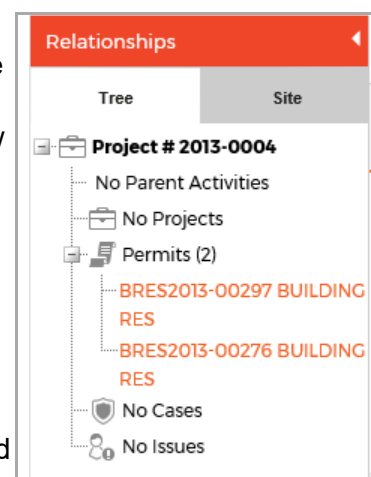 Relationships
Tree Site
Project # 2013-0004
No Parent Activities
No Projects
Permits (2)
BRES2013-00297 BUILDING
RES
BRES2013-00276 BUILDING
RES
No Cases
No Issues